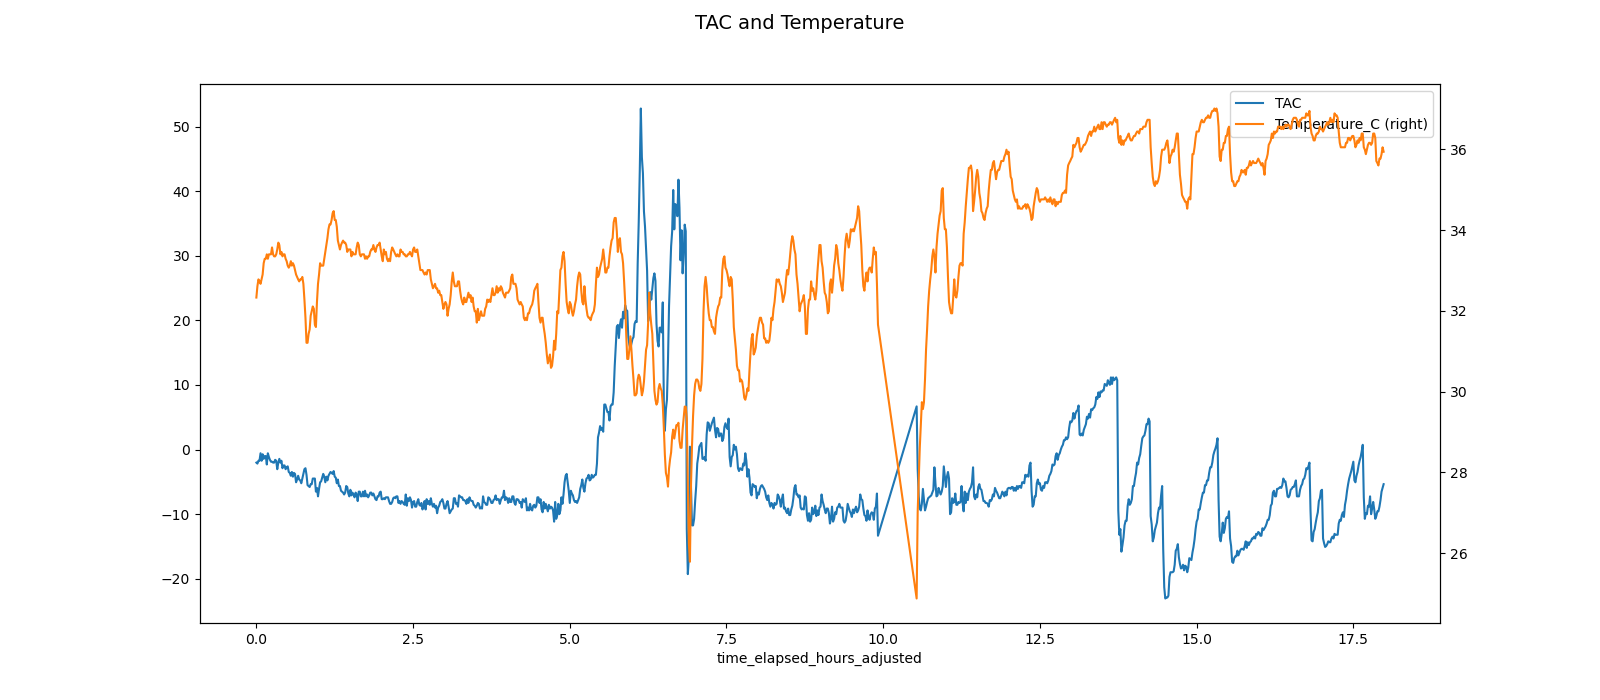 TAC and Temperature
TAC
Temperature_C (right)
50
40
30
20
10
0
−10
−20
36
34
32
30
28
26
0.0 2.5 5.0 7.5 10.0 12.5 15.0 17.5
time_elapsed_hours_adjusted